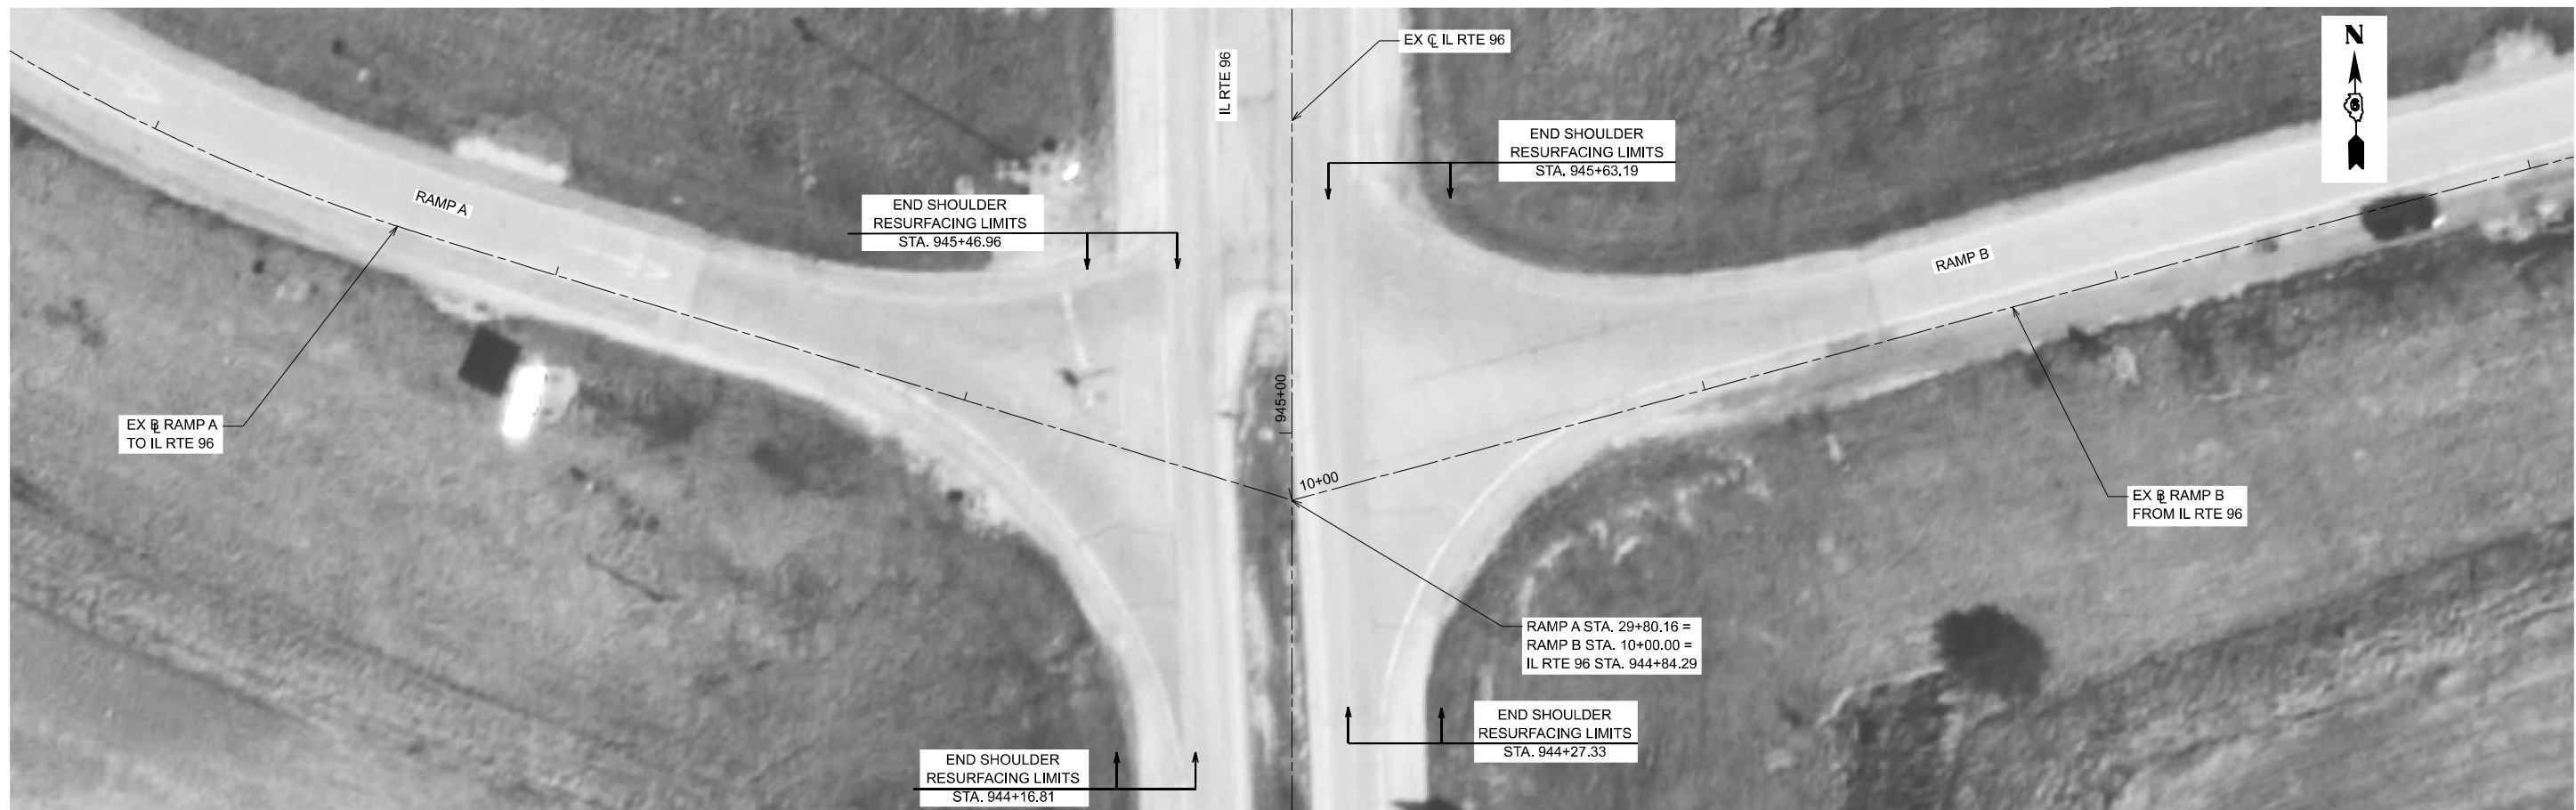 EX ℄ IL RTE 96
N
6
IL RTE 96
END SHOULDER
RESURFACING LIMITS
STA. 945+63.19
RAMP A
END SHOULDER
RESURFACING LIMITS
STA. 945+46.96
RAMP B
945+00
EX BL RAMP A
TO IL RTE 96
10+00
EX BL RAMP B
FROM IL RTE 96
RAMP A STA. 29+80.16 =
RAMP B STA. 10+00.00 =
IL RTE 96 STA. 944+84.29
END SHOULDER
RESURFACING LIMITS
STA. 944+27.33
END SHOULDER
RESURFACING LIMITS
STA. 944+16.81